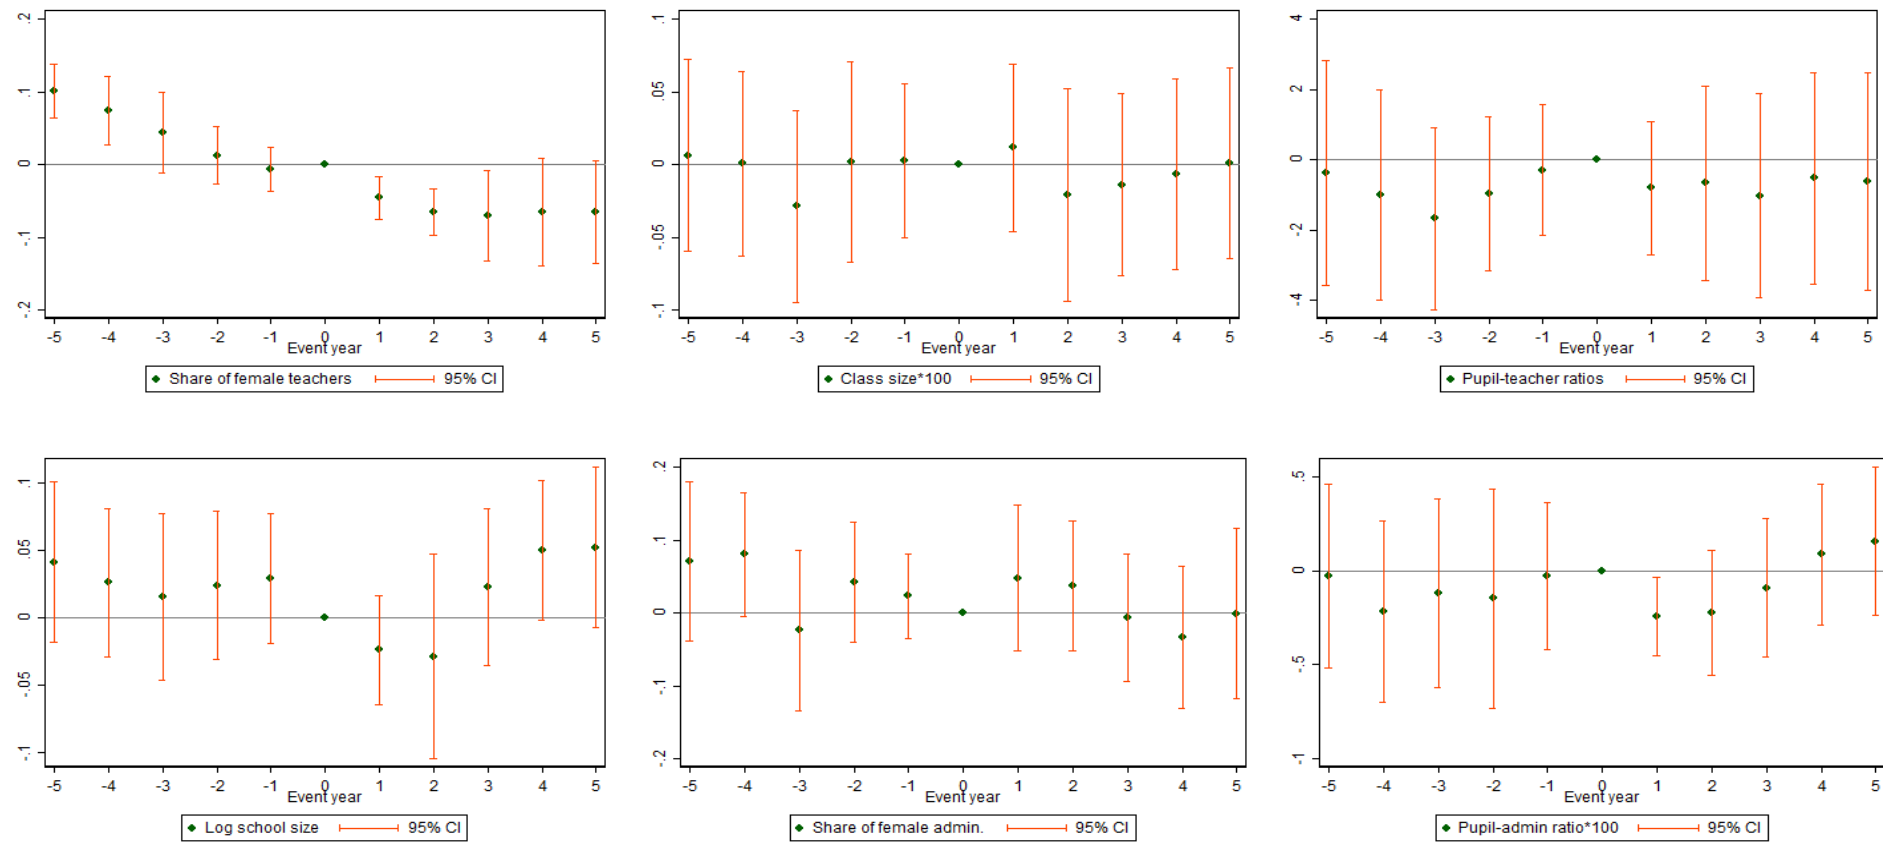 .2
.1
0
-.1
-.2
-5 -4 -3 -2 -1 0 1 2 3 4 5
Event year
Share of female teachers 95% CI
.1
.05
0
-.05
-.1
-5 -4 -3 -2 -1 0 1 2 3 4 5
Event year
Class size*100 95% CI
4
2
0
-2
-4
-5 -4 -3 -2 -1 0 1 2 3 4 5
Event year
Pupil-teacher ratios 95% CI
.1
.05
0
-.05
-.1
-5 -4 -3 -2 -1 0 1 2 3 4 5
Event year
Log school size 95% CI
.2
.1
0
-.1
-.2
-5 -4 -3 -2 -1 0 1 2 3 4 5
Event year
Share of female admin. 95% CI
.5
0
-.5
-1
-5 -4 -3 -2 -1 0 1 2 3 4 5
Event year
Pupil-admin ratio*100 95% CI